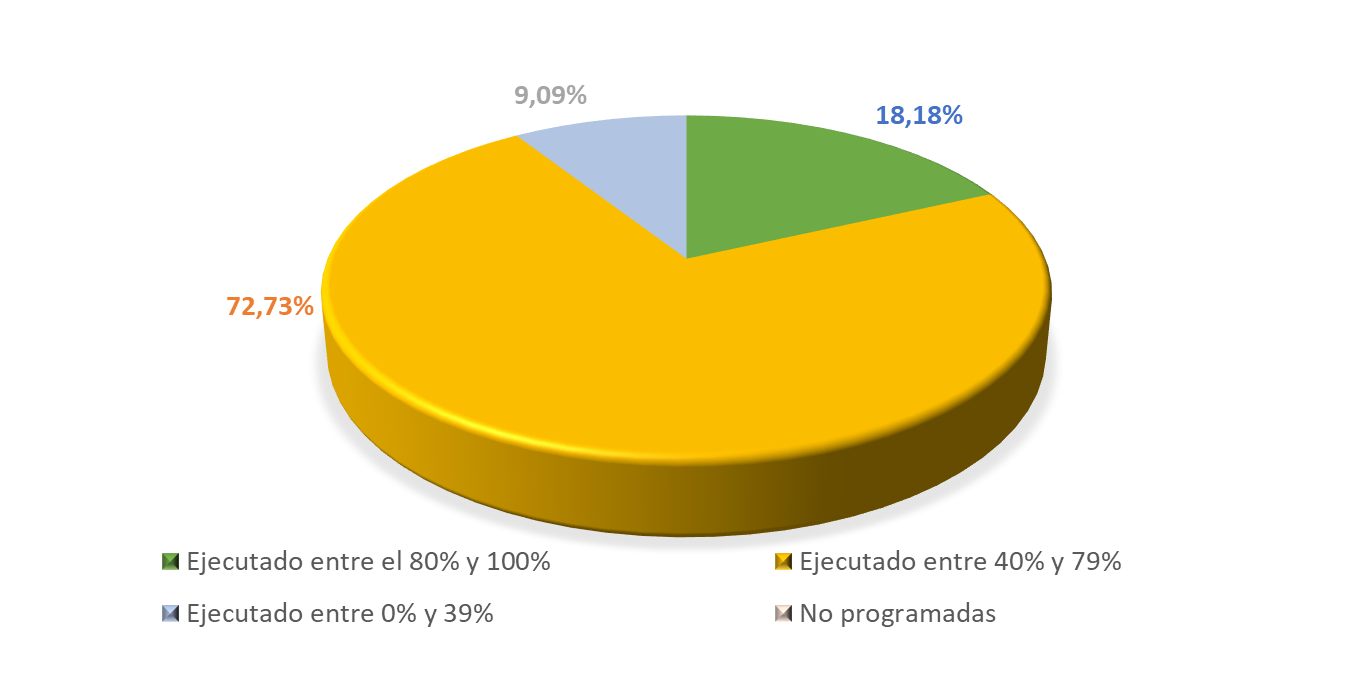 9,09%
18,18%
72,73%
Ejecutado entre el 80% y 100%
Ejecutado entre 40% y 79%
Ejecutado entre 0% y 39%
No programadas